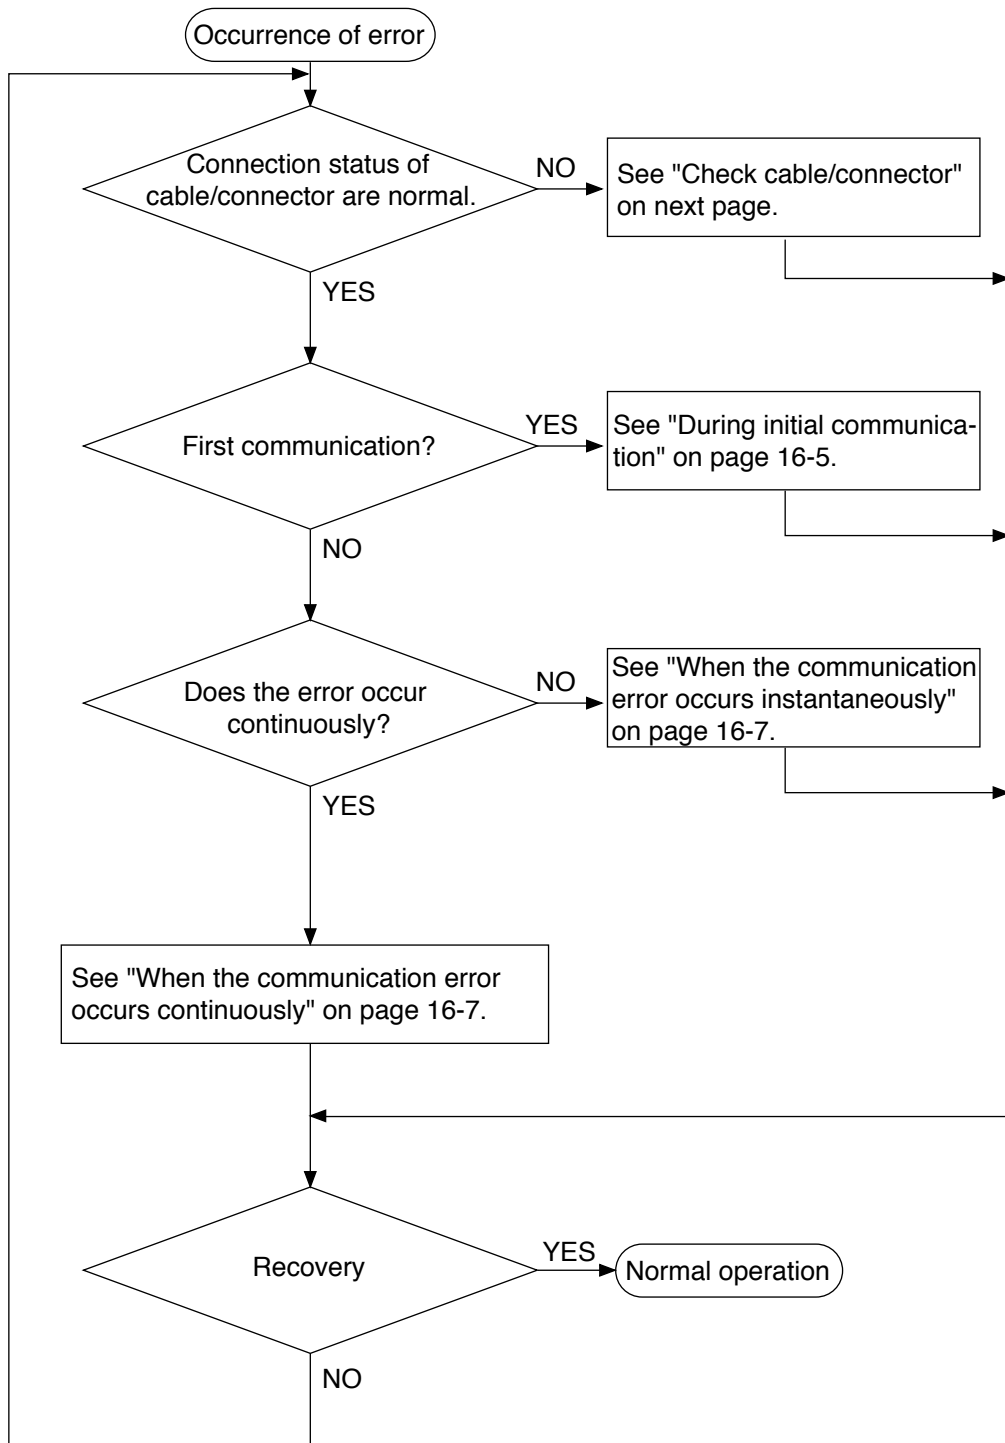 Occurrence of error
Connection status of
cable/connector are normal.
NO
See "Check cable/connector"
on next page.
YES
First communication?
YES
See "During initial communica-
tion" on page 16-5.
NO
Does the error occur
continuously?
NO
See "When the communication
error occurs instantaneously"
on page 16-7.
YES
See "When the communication error
occurs continuously" on page 16-7.
Recovery
YES
Normal operation
NO